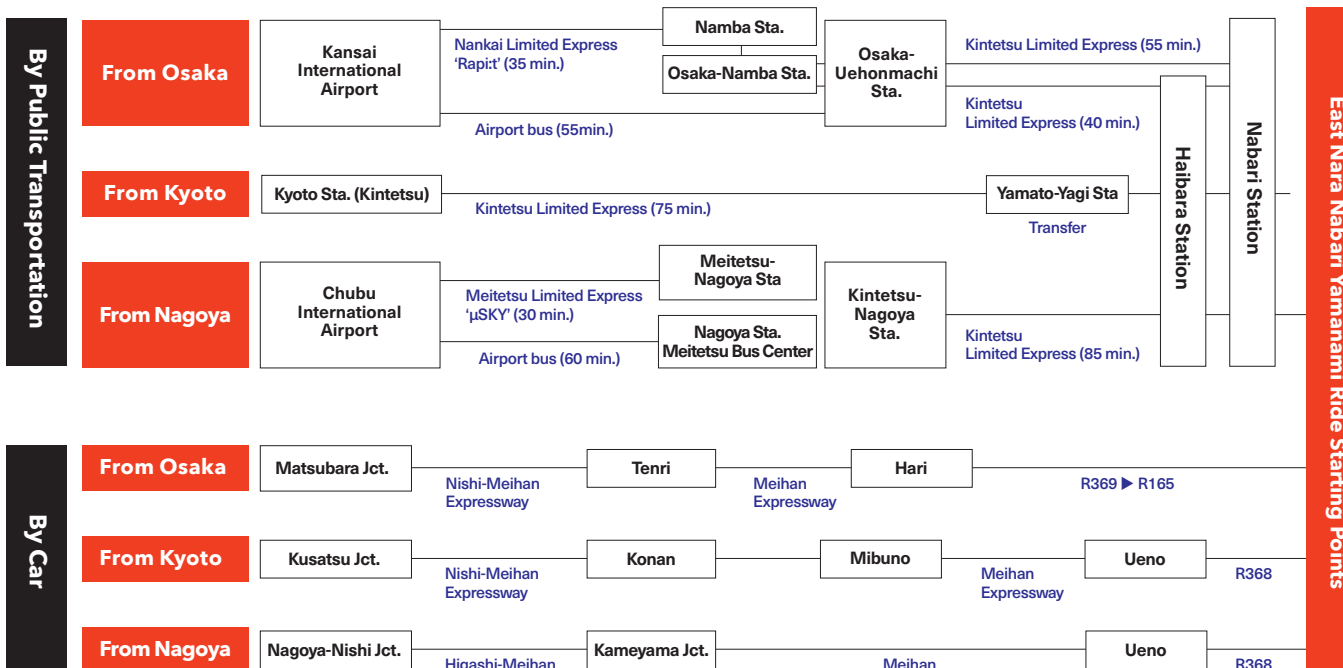 By Public Transportation
From Osaka
Kansai
International
Airport
Nankai Limited Express
'Rapi:t' (35 min.)
Airport bus (55min.)
Namba Sta.
Osaka-Namba Sta.
Osaka-
Uehonmachi
Sta.
Kintetsu Limited Express (55 min.)
Kintetsu
Limited Express (40 min.)
From Kyoto
Kyoto Sta. (Kintetsu)
Kintetsu Limited Express (75 min.)
Yamato-Yagi Sta
Transfer
From Nagoya
Chubu
International
Airport
Meitetsu Limited Express
'µSKY' (30 min.)
Airport bus (60 min.)
Meitetsu-
Nagoya Sta
Nagoya Sta.
Meitetsu Bus Center
Kintetsu-
Nagoya
Sta.
Kintetsu
Limited Express (85 min.)
Haibara Station
Nabari Station
East Nara Nabari Yamanami Ride Starting Points
By Car
From Osaka
Matsubara Jct.
Nishi-Meihan
Expressway
Tenri
Meihan
Expressway
Hari
R369 ▶ R165
From Kyoto
Kusatsu Jct.
Nishi-Meihan
Expressway
Konan
Mibuno
Meihan
Expressway
Ueno
R368
From Nagoya
Nagoya-Nishi Jct.
Higashi-Meihan
Kameyama Jct.
Meihan
Ueno
R368